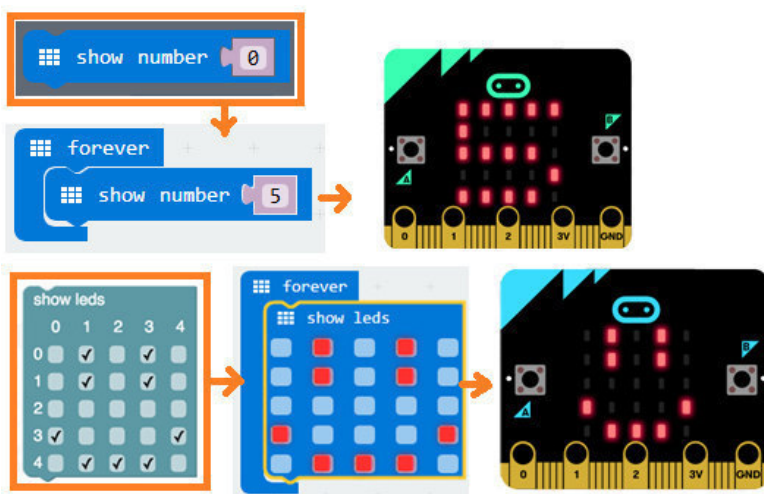 show number 0
forever
show number 5
A
B
0 1 2 3V GND
show leds
0 1 2 3 4
0
1
2
3
4
forever
show leds
A
B
0 1 2 3V GND